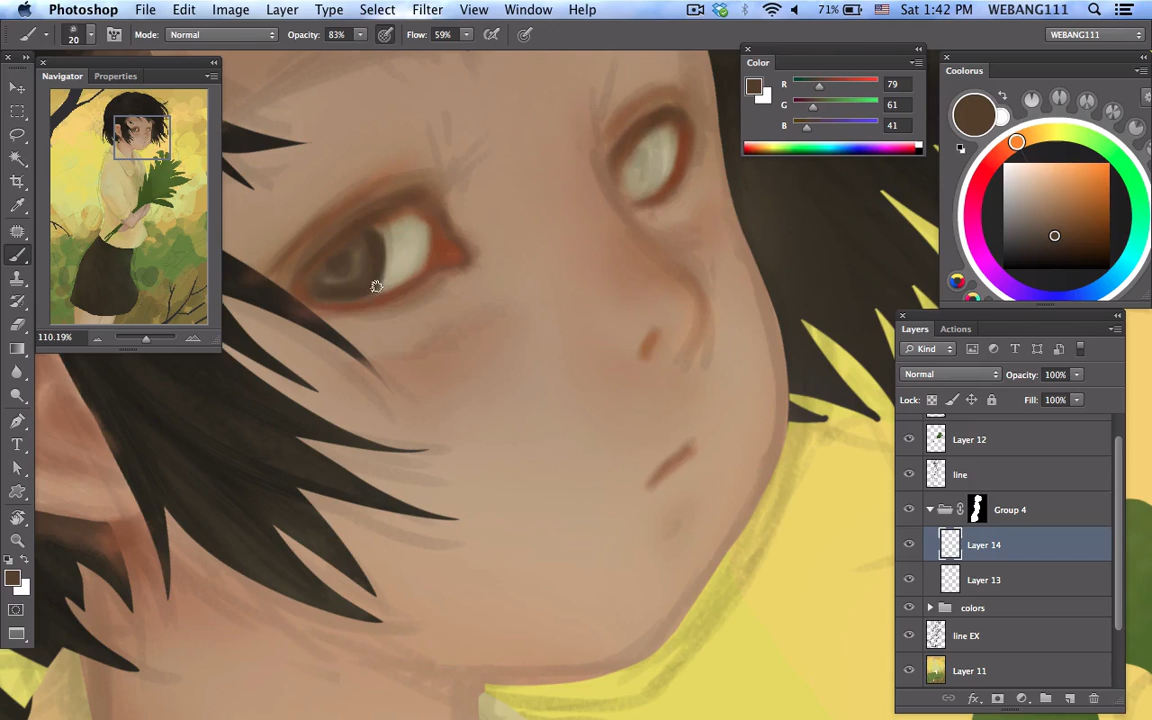 Photoshop File Edit Image Layer Type Select Filter View Window Help 71% Sat 1:42 PM WEBANG111
20 Mode: Normal Opacity: 83% Flow: 59% WEBANG111
Navigator Properties
110.19%
Color
R 79
G 61
B 41
Coolorus
Layers Actions
Kind
Normal Opacity: 100%
Lock: Fill: 100%
Layer 12
line
Group 4
Layer 14
Layer 13
colors
line EX
Layer 11
fx